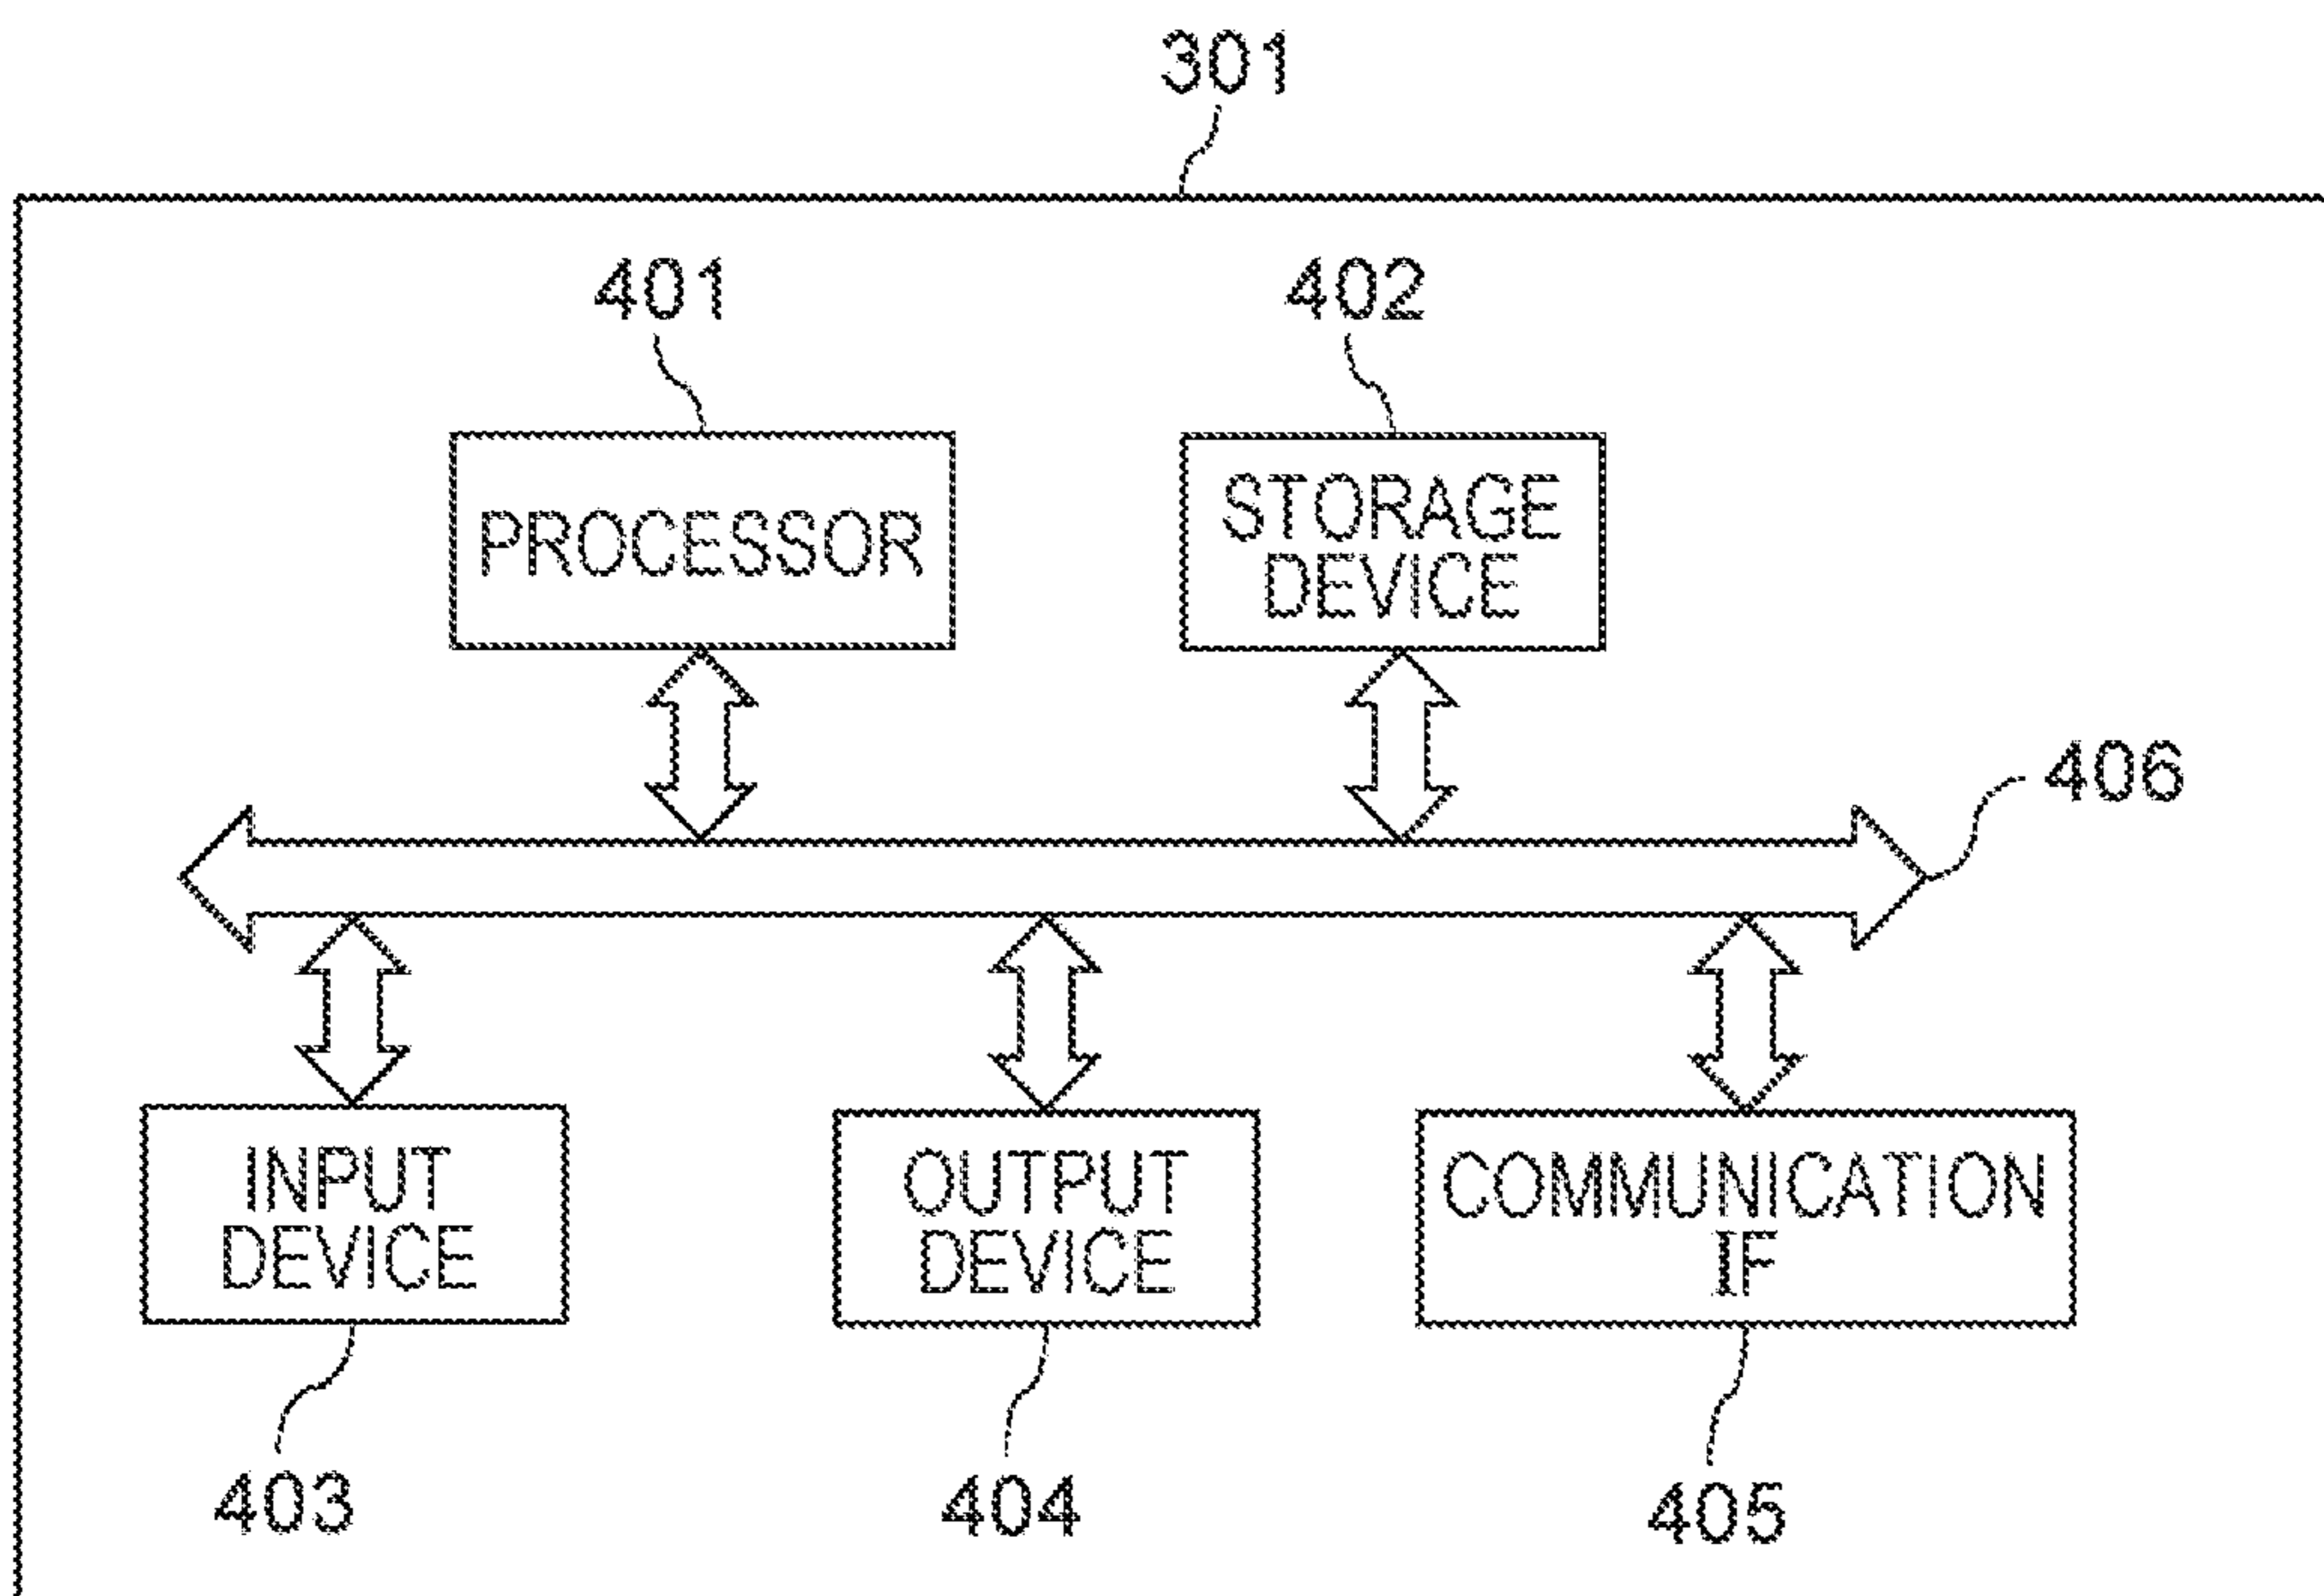 301
401
402
PROCESSOR
STORAGE
DEVICE
406
INPUT
DEVICE
OUTPUT
DEVICE
COMMUNICATION
IF
403
404
405